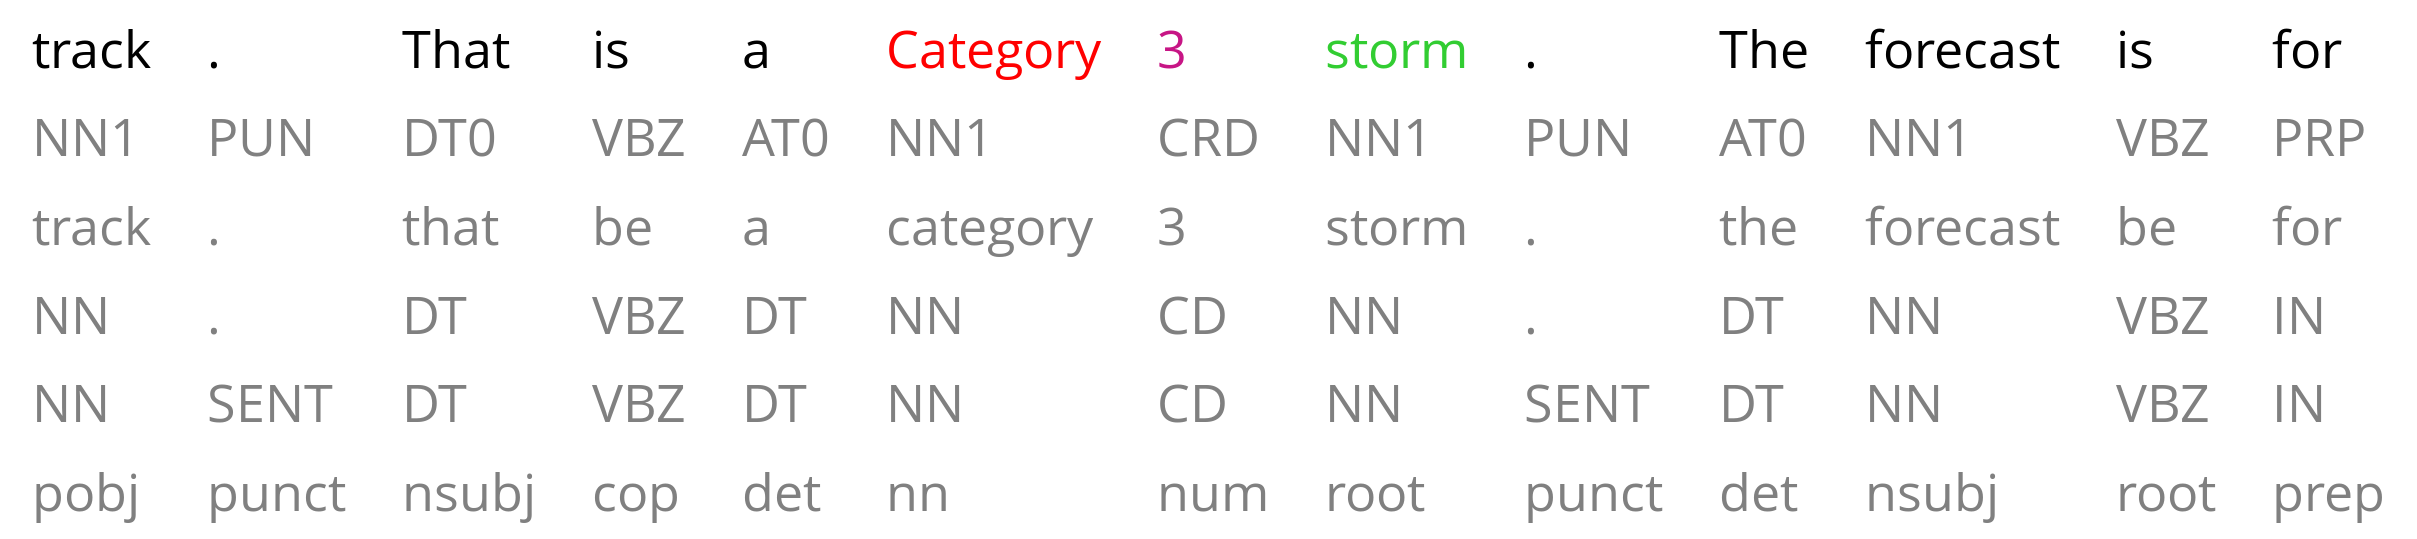 track . That is a Category 3 storm . The forecast is for
NN1 PUN DT0 VBZ AT0 NN1 CRD NN1 PUN AT0 NN1 VBZ PRP
track . that be a category 3 storm . the forecast be for
NN . DT VBZ DT NN CD NN . DT NN VBZ IN
NN SENT DT VBZ DT NN CD NN SENT DT NN VBZ IN
pobj punct nsubj cop det nn num root punct det nsubj root prep